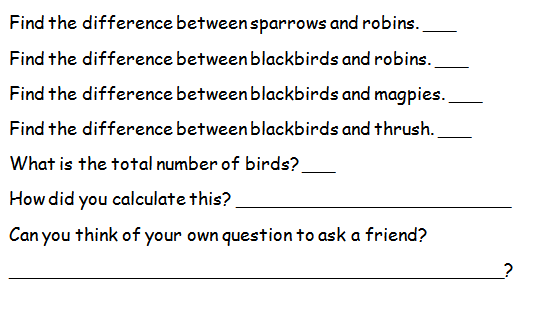 Find the difference between sparrows and robins. ____
Find the difference between blackbirds and robins. ____
Find the difference between blackbirds and magpies. ____
Find the difference between blackbirds and thrush. ____
What is the total number of birds? ____
How did you calculate this? ______________________________
Can you think of your own question to ask a friend?
______________________________________________________?